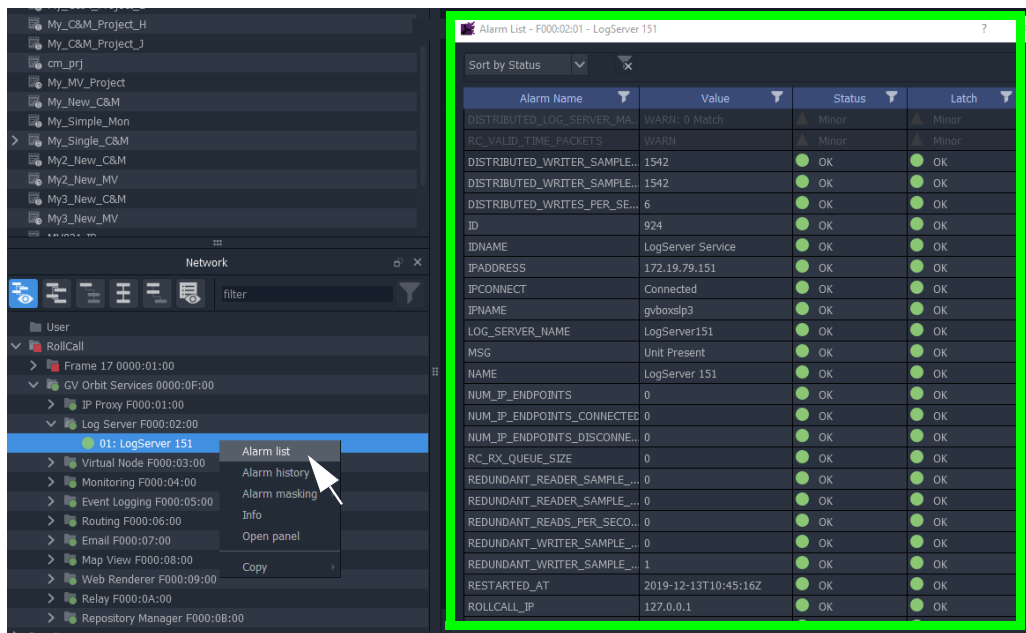 My_C&M_Project_H
My_C&M_Project_J
cm_prj
My_MV_Project
My_New_C&M
My_Simple_Mon
My_Single_C&M
My2_New_C&M
My2_New_MV
My3_New_C&M
My3_New_MV
Network
filter
User
RollCall
Frame 17 0000:01:00
GV Orbit Services 0000:0F:00
IP Proxy F000:01:00
Log Server F000:02:00
01: LogServer 151
Virtual Node F000:03:00
Monitoring F000:04:00
Event Logging F000:05:00
Routing F000:06:00
Email F000:07:00
Map View F000:08:00
Web Renderer F000:09:00
Relay F000:0A:00
Repository Manager F000:0B:00
Alarm list
Alarm history
Alarm masking
Info
Open panel
Copy
Alarm List - F000:02:01 - LogServer 151 ?
Sort by Status
Alarm Name Value Status Latch
DISTRIBUTED_LOG_SERVER_MA... WARN: 0 Match Minor Minor
RC_VALID_TIME_PACKETS WARN Minor Minor
DISTRIBUTED_WRITER_SAMPLE... 1542 OK OK
DISTRIBUTED_WRITER_SAMPLE... 1542 OK OK
DISTRIBUTED_WRITES_PER_SE... 6 OK OK
ID 924 OK OK
IDNAME LogServer Service OK OK
IPADDRESS 172.19.79.151 OK OK
IPCONNECT Connected OK OK
IPNAME gvboxslp3 OK OK
LOG_SERVER_NAME LogServer151 OK OK
MSG Unit Present OK OK
NAME LogServer 151 OK OK
NUM_IP_ENDPOINTS 0 OK OK
NUM_IP_ENDPOINTS_CONNECTED 0 OK OK
NUM_IP_ENDPOINTS_DISCONNE... 0 OK OK
RC_RX_QUEUE_SIZE 0 OK OK
REDUNDANT_READER_SAMPLE_... 0 OK OK
REDUNDANT_READER_SAMPLE_... 0 OK OK
REDUNDANT_READS_PER_SECO... 0 OK OK
REDUNDANT_WRITER_SAMPLE_... 0 OK OK
REDUNDANT_WRITER_SAMPLE_... 1 OK OK
RESTARTED_AT 2019-12-13T10:45:16Z OK OK
ROLLCALL_IP 127.0.0.1 OK OK